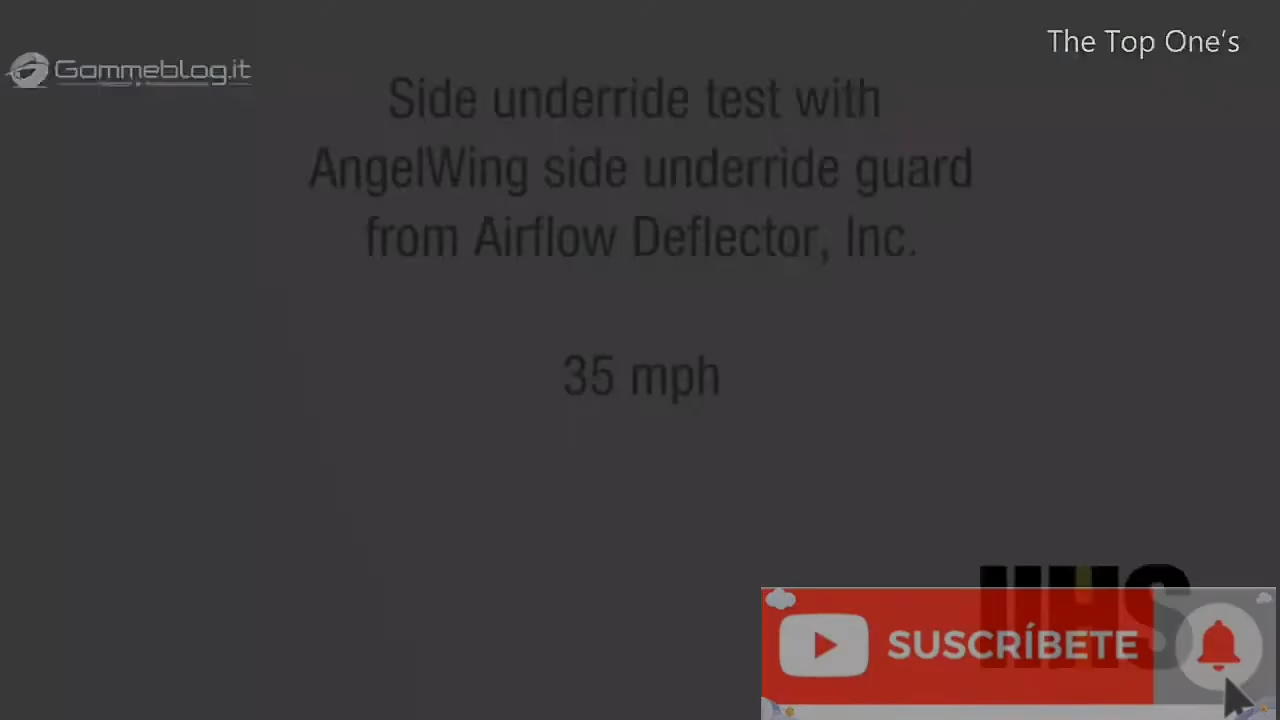 Gommeblog.it
The Top One's
Side underride test with
AngelWing side underride guard
from Airflow Deflector, Inc.
35 mph
IIHS
SUSCRÍBETE